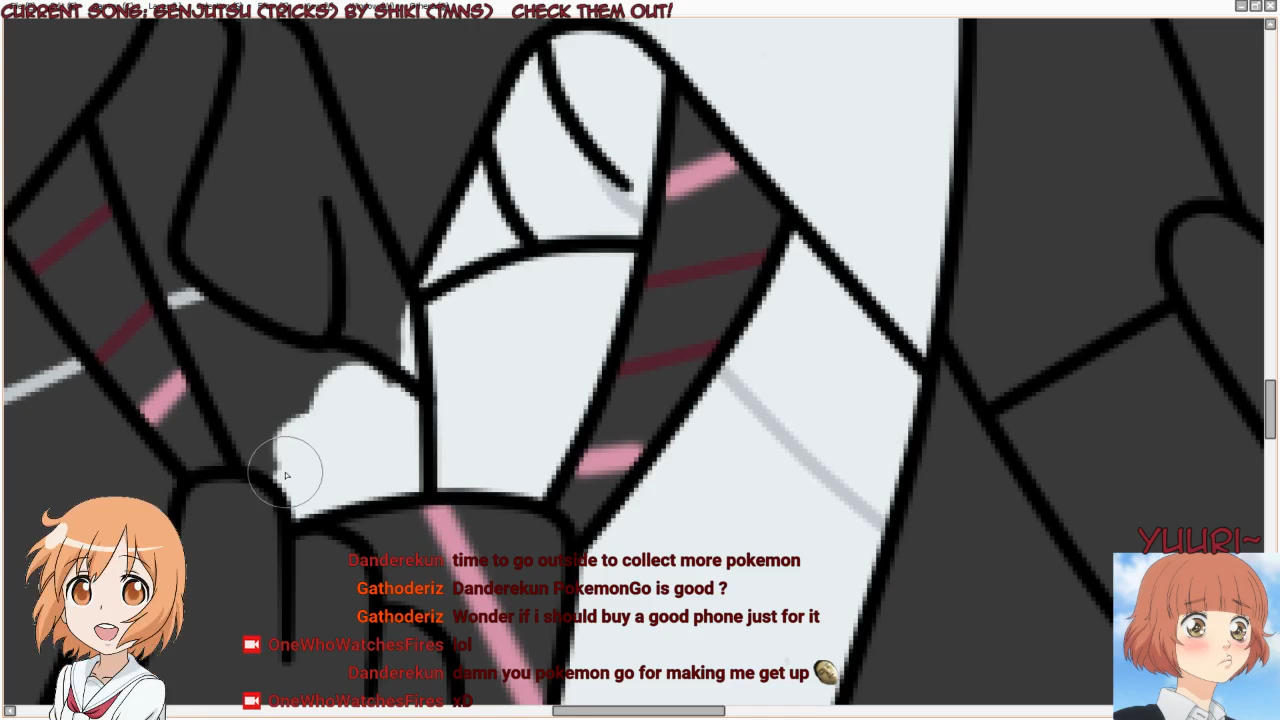 CURRENT SONG: GENJUTSU (TRICKS) BY SHIKI (TMNS) CHECK THEM OUT!
YUURI~
Danderekun time to go outside to collect more pokemon
Gathoderiz Danderekun PokemonGo is good ?
Gathoderiz Wonder if i should buy a good phone just for it
OneWhoWatchesFires lol
Danderekun damn you pokemon go for making me get up
OneWhoWatchesFires xD